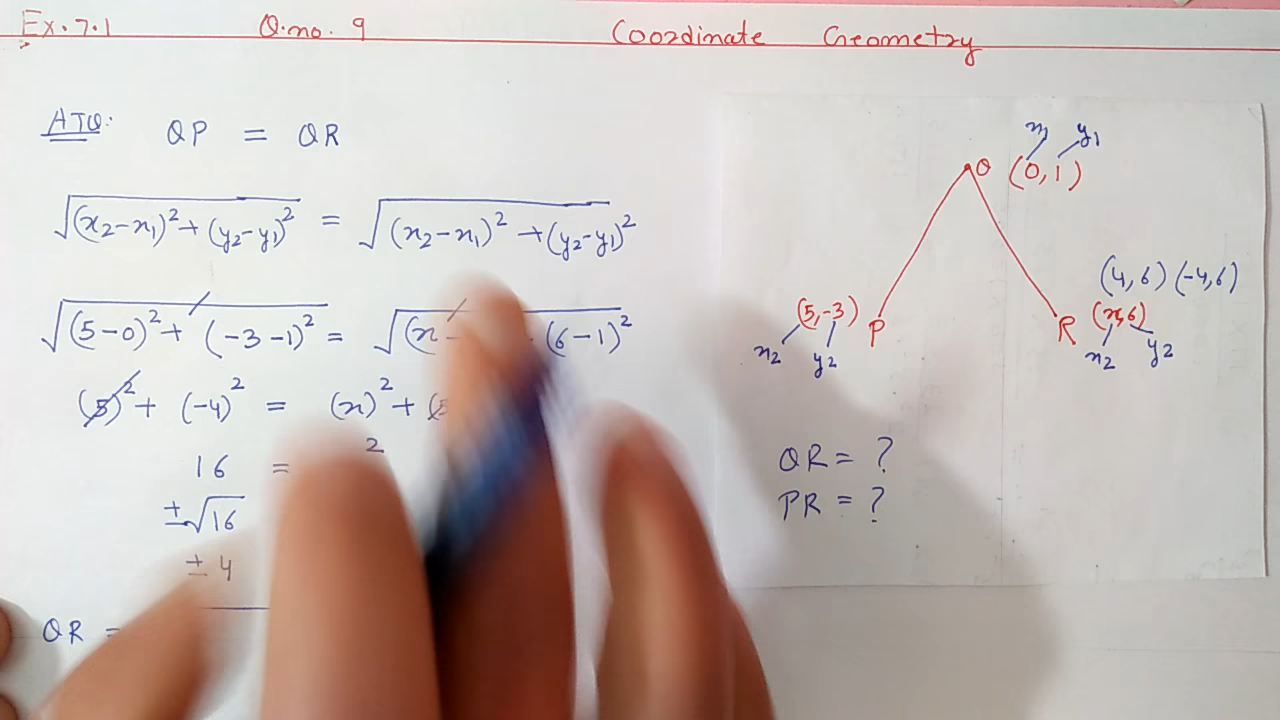 Ex. 7.1 Q. no. 9 Coordinate Geometry
ATQ: QP = QR
√(x₂-x₁)²+(y₂-y₁)² = √(x₂-x₁)²+(y₂-y₁)²
√(5-0)²+(-3-1)² = √(x- (6-1)²
(5)²+(-4)² = (x)²+(
16 = ²
±√16
±4
QR =
x₁ y₁
Q (0,1)
(4,6) (-4,6)
(5,-3) P
R (x,6)
x₂ y₂
x₂ y₂
QR = ?
PR = ?